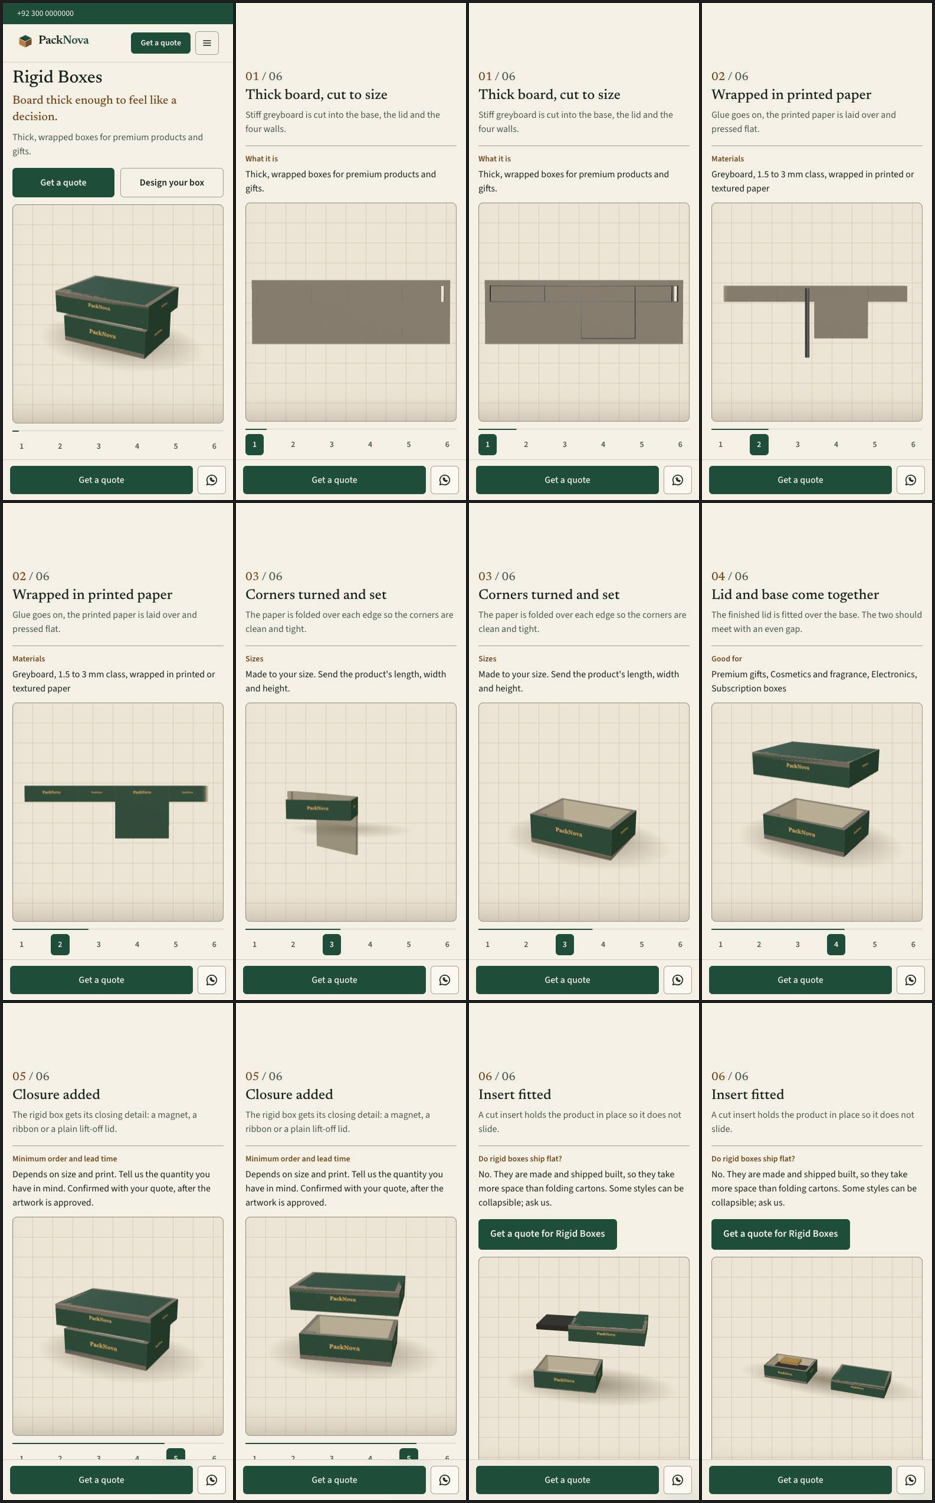 +92 300 0000000
PackNova
Get a quote
Rigid Boxes
Board thick enough to feel like a
decision.
Thick, wrapped boxes for premium products and
gifts.
Get a quote
Design your box
PackNova
PackNova
1 2 3 4 5 6
Get a quote
01 / 06
Thick board, cut to size
Stiff greyboard is cut into the base, the lid and the
four walls.
What it is
Thick, wrapped boxes for premium products and
gifts.
1 2 3 4 5 6
Get a quote
01 / 06
Thick board, cut to size
Stiff greyboard is cut into the base, the lid and the
four walls.
What it is
Thick, wrapped boxes for premium products and
gifts.
1 2 3 4 5 6
Get a quote
02 / 06
Wrapped in printed paper
Glue goes on, the printed paper is laid over and
pressed flat.
Materials
Greyboard, 1.5 to 3 mm class, wrapped in printed or
textured paper
1 2 3 4 5 6
Get a quote
02 / 06
Wrapped in printed paper
Glue goes on, the printed paper is laid over and
pressed flat.
Materials
Greyboard, 1.5 to 3 mm class, wrapped in printed or
textured paper
PackNova PackNova
1 2 3 4 5 6
Get a quote
03 / 06
Corners turned and set
The paper is folded over each edge so the corners are
clean and tight.
Sizes
Made to your size. Send the product's length, width
and height.
PackNova
1 2 3 4 5 6
Get a quote
03 / 06
Corners turned and set
The paper is folded over each edge so the corners are
clean and tight.
Sizes
Made to your size. Send the product's length, width
and height.
PackNova
1 2 3 4 5 6
Get a quote
04 / 06
Lid and base come together
The finished lid is fitted over the base. The two should
meet with an even gap.
Good for
Premium gifts, Cosmetics and fragrance, Electronics,
Subscription boxes
PackNova
PackNova
1 2 3 4 5 6
Get a quote
05 / 06
Closure added
The rigid box gets its closing detail: a magnet, a
ribbon or a plain lift-off lid.
Minimum order and lead time
Depends on size and print. Tell us the quantity you
have in mind. Confirmed with your quote, after the
artwork is approved.
PackNova
PackNova
1 2 3 4 5 6
Get a quote
05 / 06
Closure added
The rigid box gets its closing detail: a magnet, a
ribbon or a plain lift-off lid.
Minimum order and lead time
Depends on size and print. Tell us the quantity you
have in mind. Confirmed with your quote, after the
artwork is approved.
PackNova
PackNova
1 2 3 4 5 6
Get a quote
06 / 06
Insert fitted
A cut insert holds the product in place so it does not
slide.
Do rigid boxes ship flat?
No. They are made and shipped built, so they take
more space than folding cartons. Some styles can be
collapsible; ask us.
Get a quote for Rigid Boxes
PackNova
PackNova
Get a quote
06 / 06
Insert fitted
A cut insert holds the product in place so it does not
slide.
Do rigid boxes ship flat?
No. They are made and shipped built, so they take
more space than folding cartons. Some styles can be
collapsible; ask us.
Get a quote for Rigid Boxes
PackNova
Get a quote